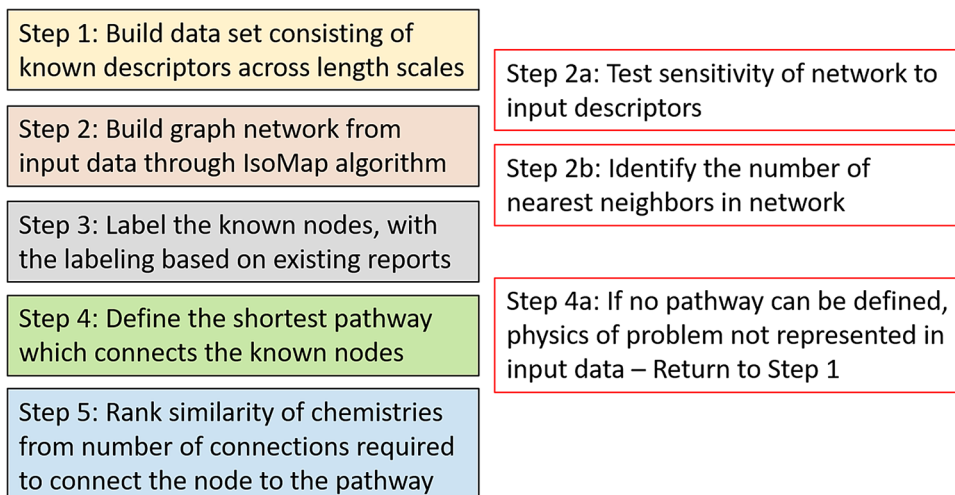 Step 1: Build data set consisting of
known descriptors across length scales
Step 2: Build graph network from
input data through IsoMap algorithm
Step 3: Label the known nodes, with
the labeling based on existing reports
Step 4: Define the shortest pathway
which connects the known nodes
Step 5: Rank similarity of chemistries
from number of connections required
to connect the node to the pathway
Step 2a: Test sensitivity of network to
input descriptors
Step 2b: Identify the number of
nearest neighbors in network
Step 4a: If no pathway can be defined,
physics of problem not represented in
input data – Return to Step 1